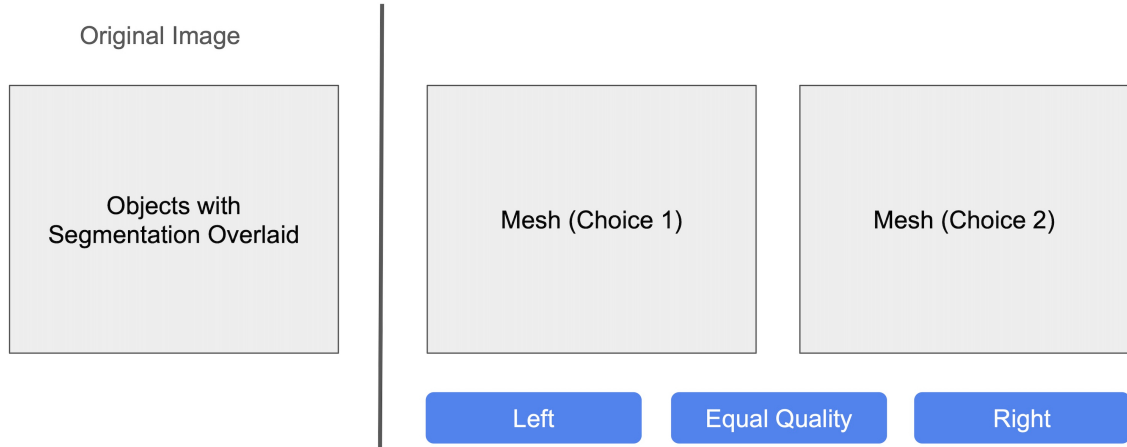 Original Image
Objects with
Segmentation Overlaid
Mesh (Choice 1)
Mesh (Choice 2)
Left
Equal Quality
Right